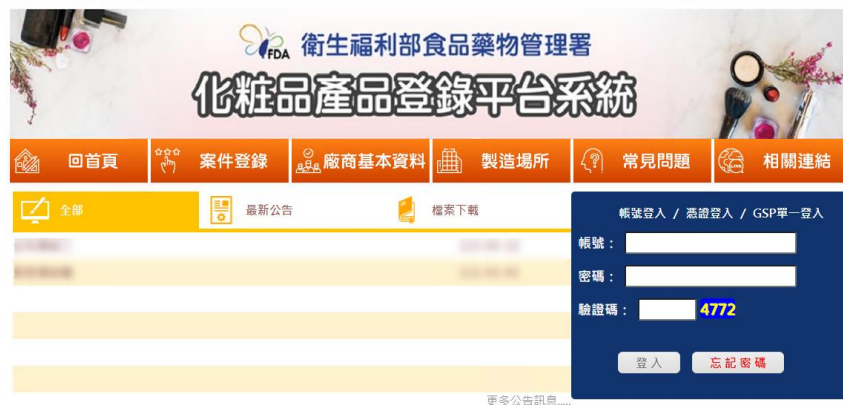 FDA 衛生福利部食品藥物管理署
化粧品產品登錄平台系統
回首頁 案件登錄 廠商基本資料 製造場所 常見問題 相關連結
全部 最新公告 檔案下載
帳號登入 / 憑證登入 / GSP單一登入
帳號：
密碼：
驗證碼： 4772
登入 忘記密碼
更多公告訊息.....